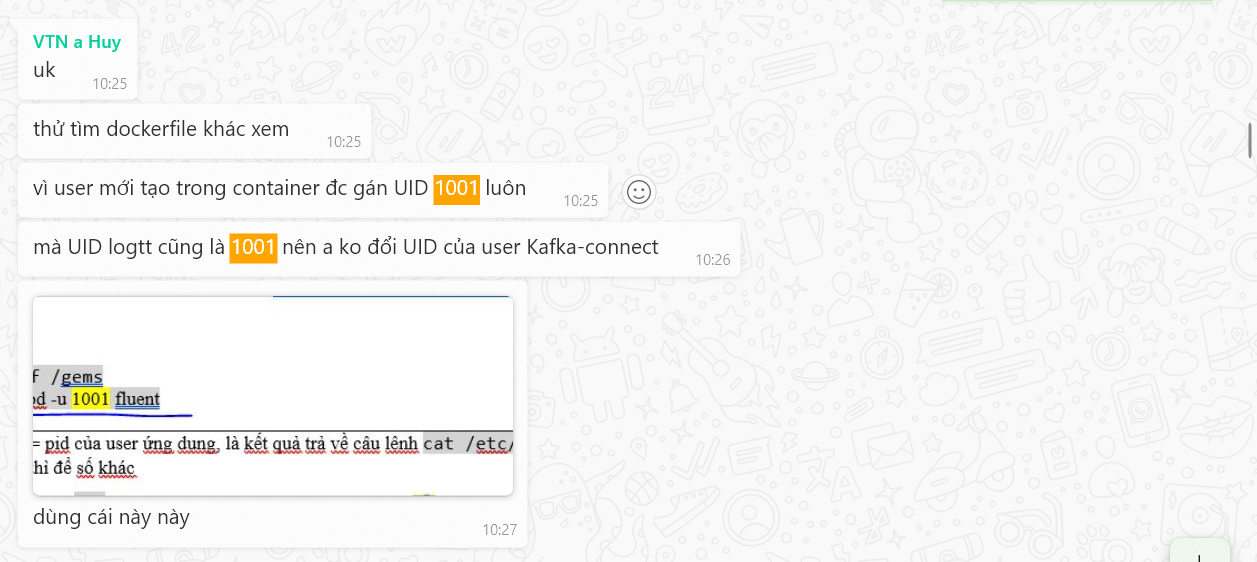 VTN a Huy
uk
10:25
thử tìm dockerfile khác xem
10:25
vì user mới tạo trong container đc gán UID 1001 luôn
10:25
mà UID logtt cũng là 1001 nên a ko đổi UID của user Kafka-connect
10:26
f /gems
od -u 1001 fluent
= pid của user ứng dụng, là kết quả trả về câu lệnh cat /etc/
hì để số khác
dùng cái này này
10:27